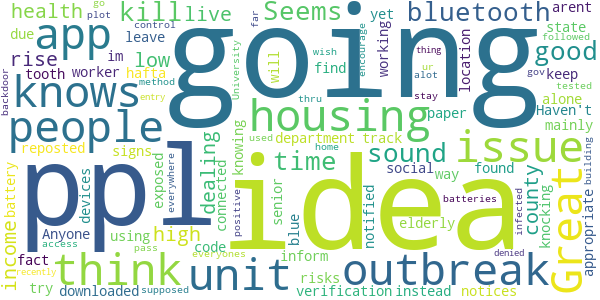 health kill live Seems bluetooth arent
go plot far control wish yet state
due app im leave going encourage working followed good
rise low method worker tooth hafta will find location thing ur gov alot keep tested
backdoor knows entry University stay alone Haven't
people housing paper issue mainly
reposted signs knowing thru used department track
ppl dealing connected time home sound way found
battery devices exposed everywhere idea social county knocking Great appropriate building
income Anyone high senior notified elderly batteries infected
access using positive code blue inform
fact think pass everyones unit risks outbreak denied
try recently downloaded supposed verification instead notices